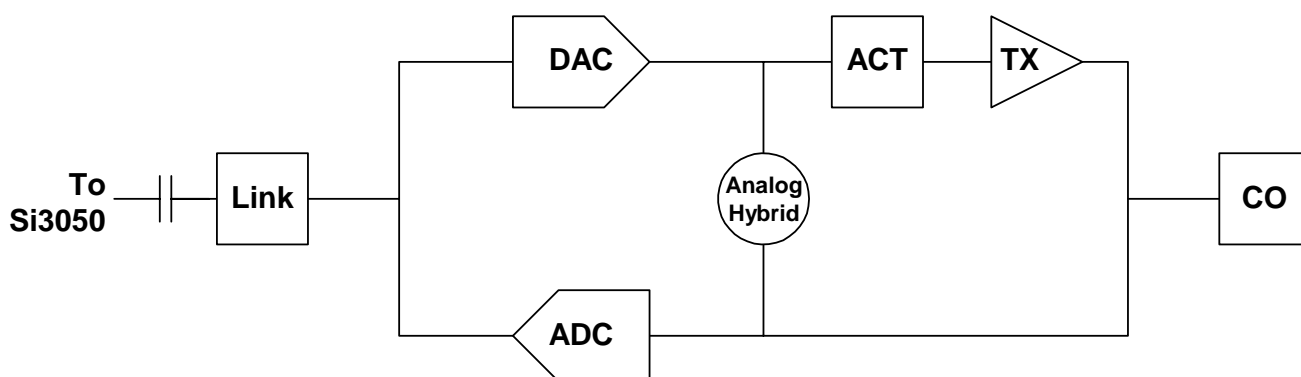 DAC
ACT
TX
To
Si3050
Link
Analog
Hybrid
CO
ADC